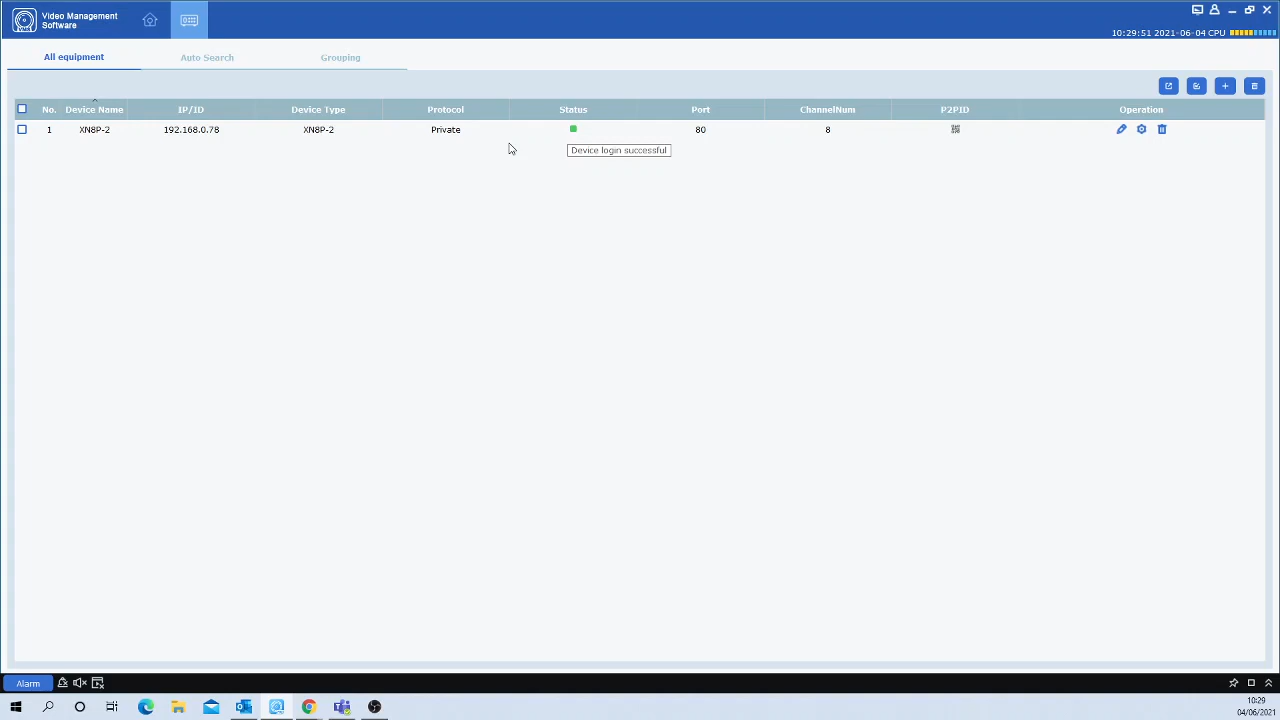 Video Management
Software
10:29:51 2021-06-04 CPU
All equipment Auto Search Grouping
No. Device Name IP/ID Device Type Protocol Status Port ChannelNum P2PID Operation
1 XN8P-2 192.168.0.78 XN8P-2 Private 80 8
Device login successful
Alarm
10:29
04/06/2021